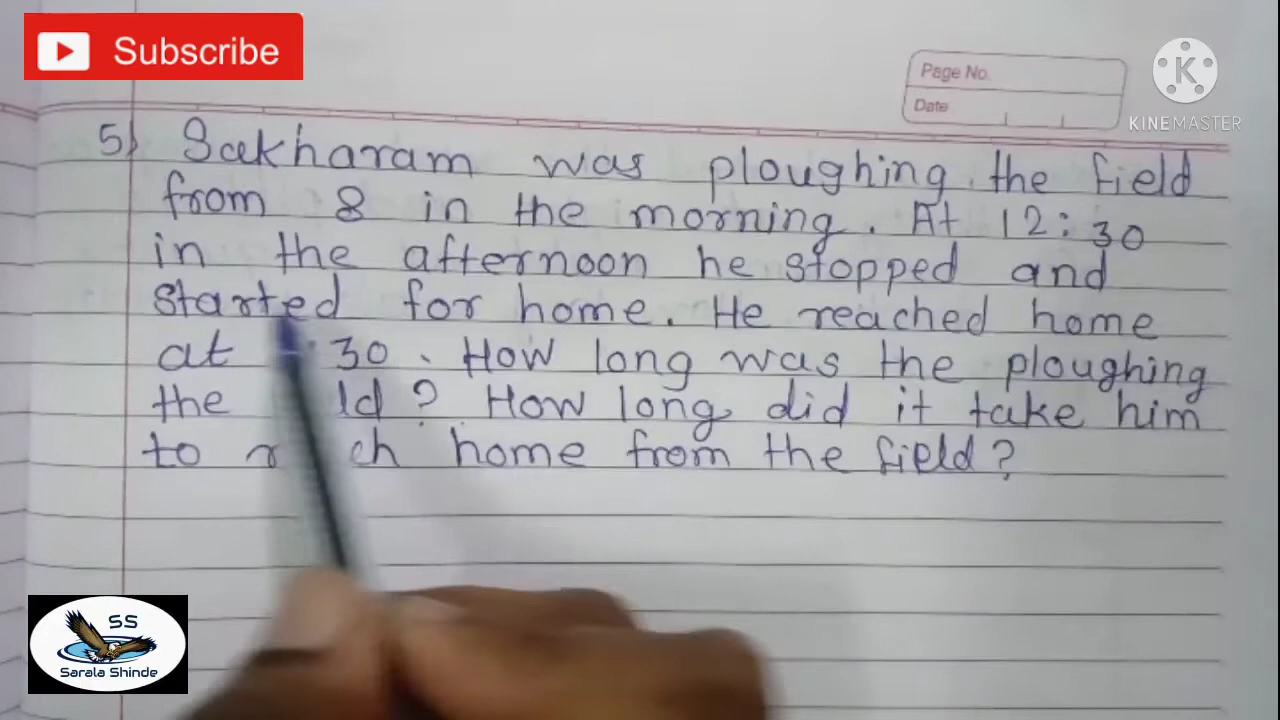 Subscribe
Page No.
Date
KINEMASTER
5) Sakharam was ploughing the field
from 8 in the morning. At 12:30
in the afternoon he stopped and
started for home. He reached home
at :30. How long was the ploughing
the ? How long did it take him
to home from the field?
SS
Sarala Shinde